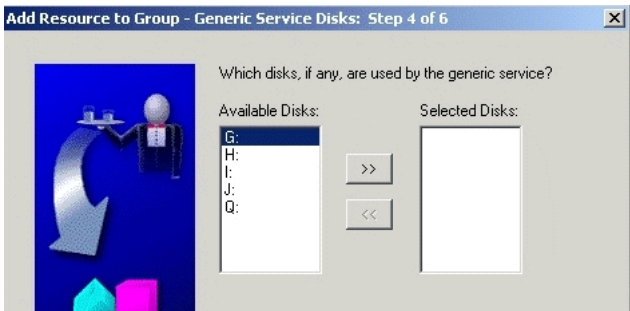 Add Resource to Group - Generic Service Disks: Step 4 of 6
Which disks, if any, are used by the generic service?
Available Disks:
Selected Disks:
G:
H:
I:
J:
Q:
>>
<<